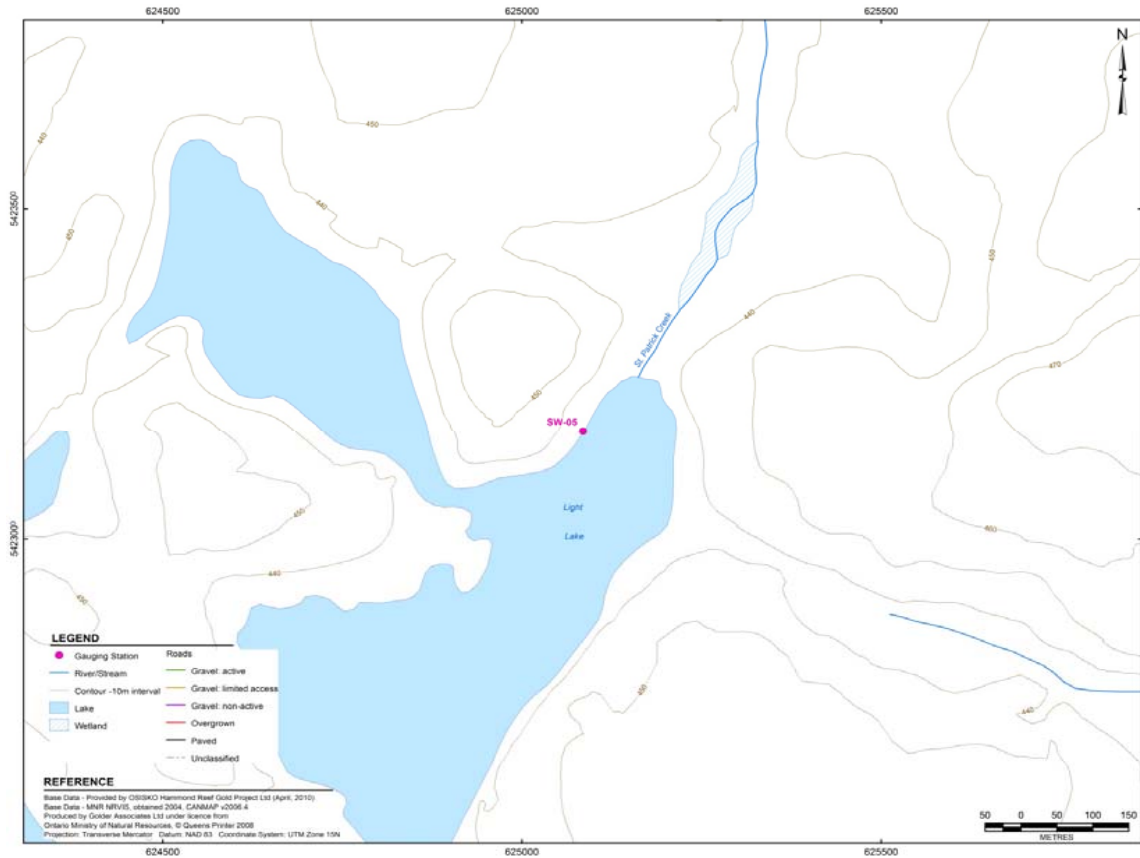 624500
625000
625500
N
440
450
450
440
5423500
450
440
450
St. Patrick Creek
470
450
SW-05
Light
Lake
450
460
5423000
440
450
450
440
LEGEND
Gauging Station
River/Stream
Contour -10m interval
Lake
Wetland
Roads
Gravel: active
Gravel: limited access
Gravel: non-active
Overgrown
Paved
Unclassified
REFERENCE
Base Data - Provided by OSISKO Hammond Reef Gold Project Ltd (April, 2010)
Base Data - MNR NRVIS, obtained 2004, CANMAP v2006.4
Produced by Golder Associates Ltd under licence from
Ontario Ministry of Natural Resources, © Queens Printer 2008
Projection: Transverse Mercator Datum: NAD 83 Coordinate System: UTM Zone 15N
50 0 50 100 150
METRES
624500
625000
625500